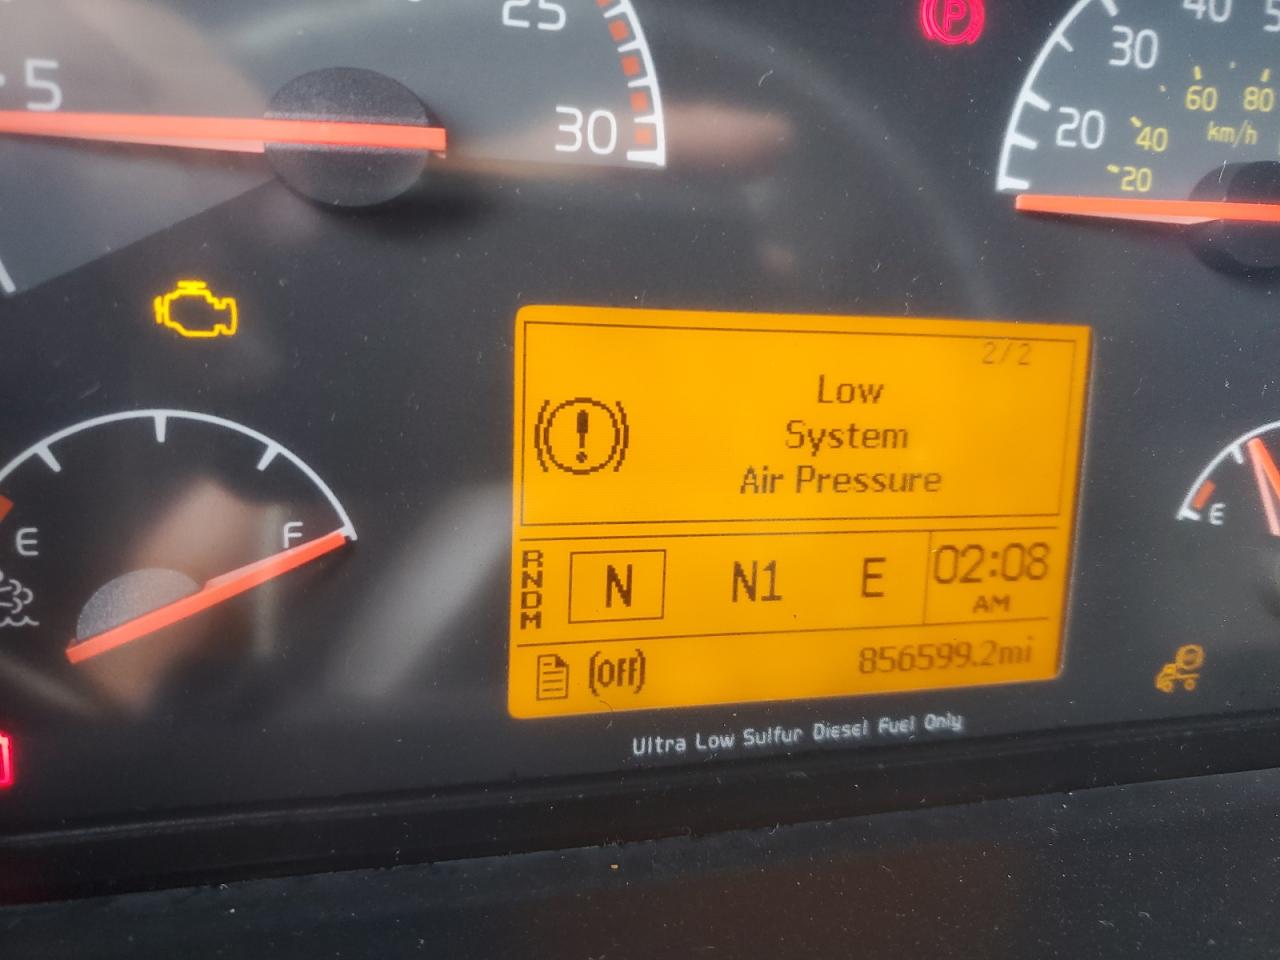 25
5
30
P
40
30
20
60 80
40
km/h
20
2/2
Low
System
Air Pressure
E
F
E
RNDM
N N1 E
02:08
AM
(OFF)
856599.2mi
Ultra Low Sulfur Diesel Fuel Only